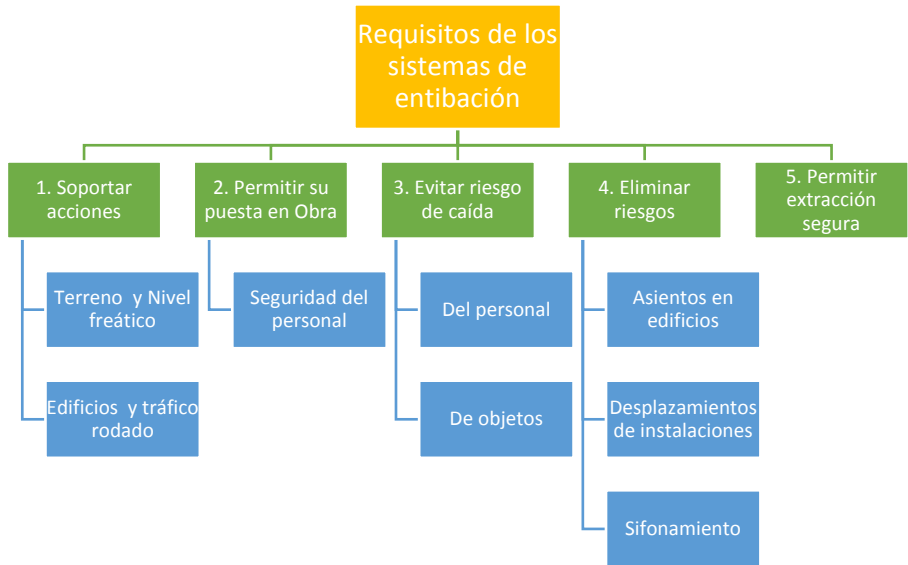 Requisitos de los
sistemas de
entibación
1. Soportar
acciones
2. Permitir su
puesta en Obra
3. Evitar riesgo
de caída
4. Eliminar
riesgos
5. Permitir
extracción
segura
Terreno y Nivel
freático
Seguridad del
personal
Del personal
Asientos en
edificios
Edificios y tráfico
rodado
De objetos
Desplazamientos
de instalaciones
Sifonamiento